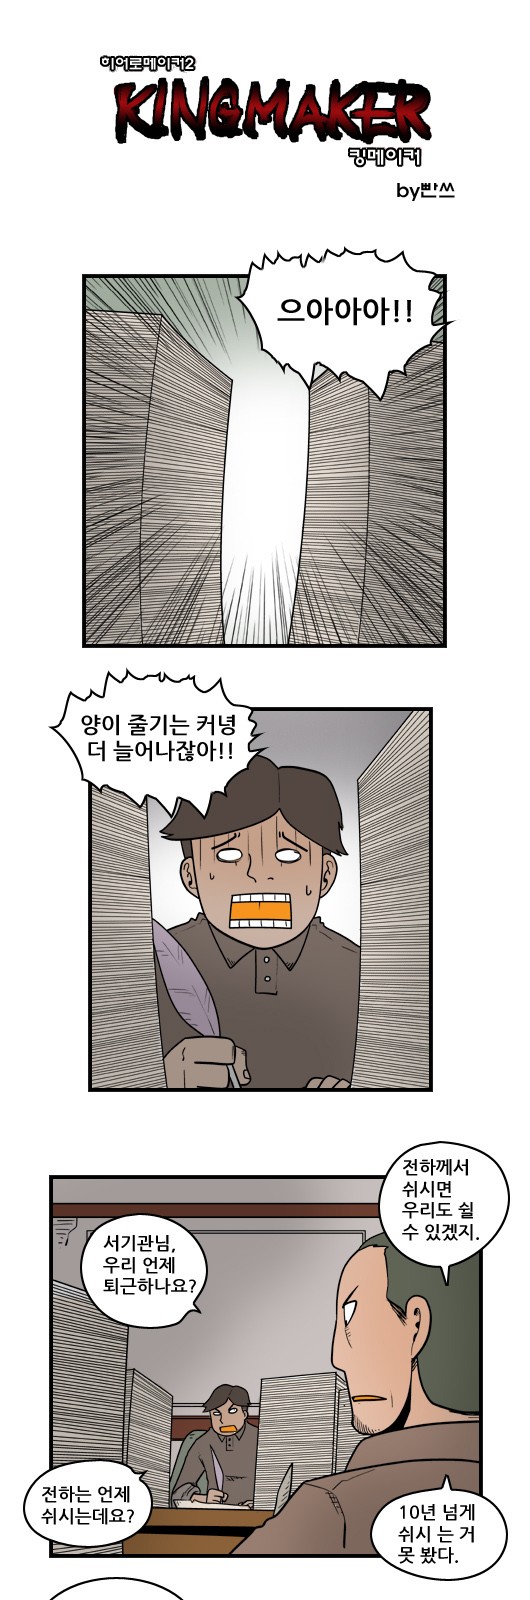 히어로메이커2
KINGMAKER
킹메이커
by빤쓰
으아아아!!
양이 줄기는 커녕
더 늘어나잖아!!
서기관님,
우리 언제
퇴근하나요?
전하께서
쉬시면
우리도 쉴
수 있겠지.
전하는 언제
쉬시는데요?
10년 넘게
쉬시 는 거
못 봤다.